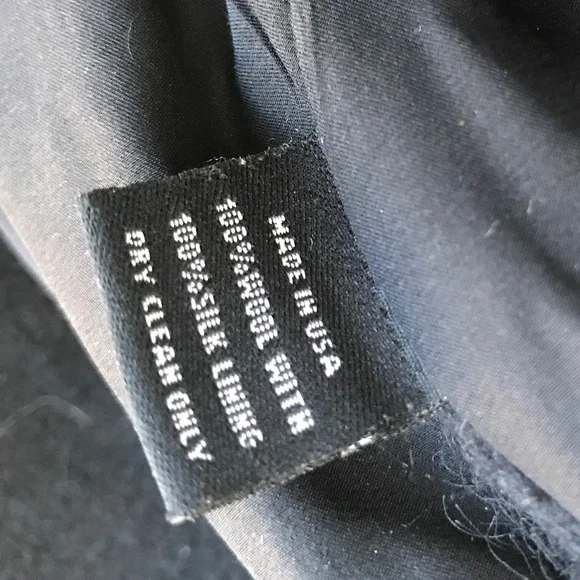 MADE IN USA
100%WOOL WITH
100%SILK LINING
DRY CLEAN ONLY